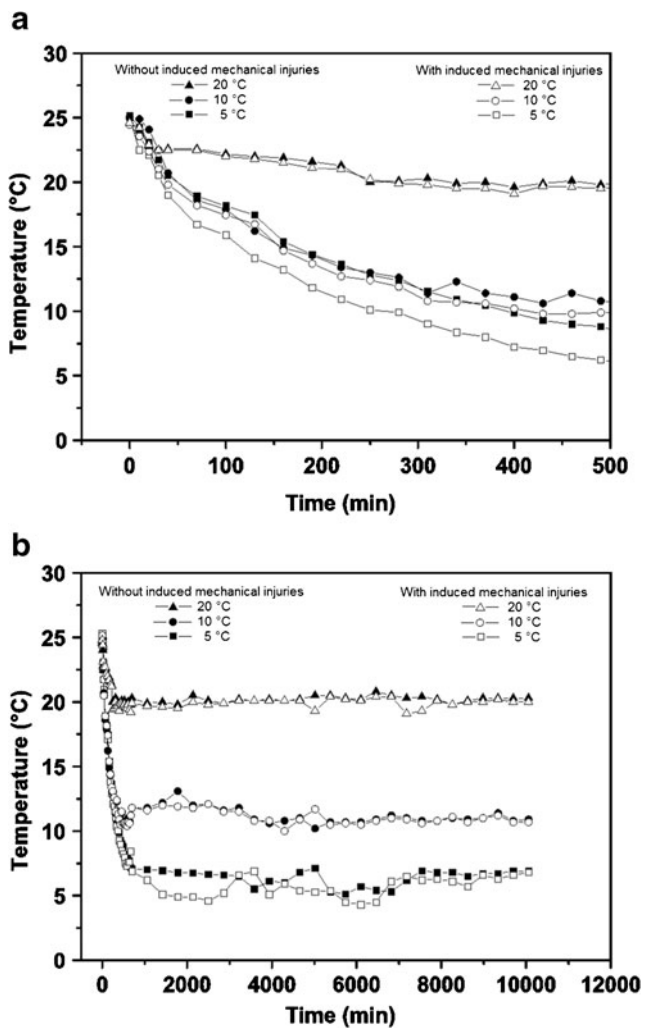 a
30
25
20
15
10
5
0
Temperature (°C)
Without induced mechanical injuries
20 °C
10 °C
5 °C
With induced mechanical injuries
20 °C
10 °C
5 °C
0 100 200 300 400 500
Time (min)
b
30
25
20
15
10
5
0
Temperature (°C)
Without induced mechanical injuries
20 °C
10 °C
5 °C
With induced mechanical injuries
20 °C
10 °C
5 °C
0 2000 4000 6000 8000 10000 12000
Time (min)